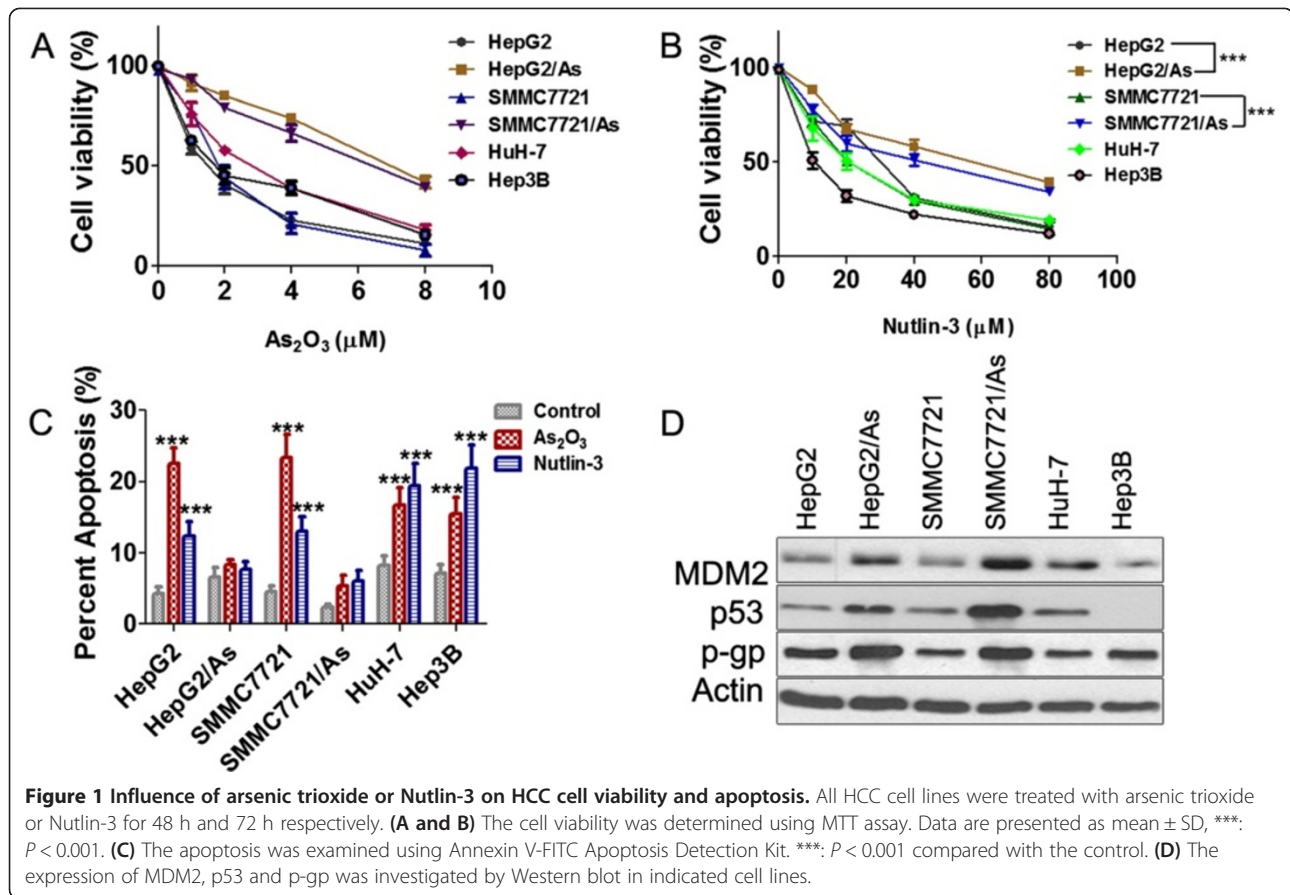 A
Cell viability (%)
100
50
0
0 2 4 6 8 10
As₂O₃ (μM)
HepG2
HepG2/As
SMMC7721
SMMC7721/As
HuH-7
Hep3B
B
Cell viability (%)
100
50
0
0 20 40 60 80 100
Nutlin-3 (μM)
HepG2
HepG2/As
SMMC7721
SMMC7721/As
HuH-7
Hep3B
***
***
C
Percent Apoptosis (%)
30
20
10
0
*** *** *** *** *** *** *** ***
Control
As₂O₃
Nutlin-3
HepG2
HepG2/As
SMMC7721
SMMC7721/As
HuH-7
Hep3B
D
HepG2
HepG2/As
SMMC7721
SMMC7721/As
HuH-7
Hep3B
MDM2
p53
p-gp
Actin
Figure 1 Influence of arsenic trioxide or Nutlin-3 on HCC cell viability and apoptosis. All HCC cell lines were treated with arsenic trioxide
or Nutlin-3 for 48 h and 72 h respectively. (A and B) The cell viability was determined using MTT assay. Data are presented as mean ± SD, ***:
P < 0.001. (C) The apoptosis was examined using Annexin V-FITC Apoptosis Detection Kit. ***: P < 0.001 compared with the control. (D) The
expression of MDM2, p53 and p-gp was investigated by Western blot in indicated cell lines.